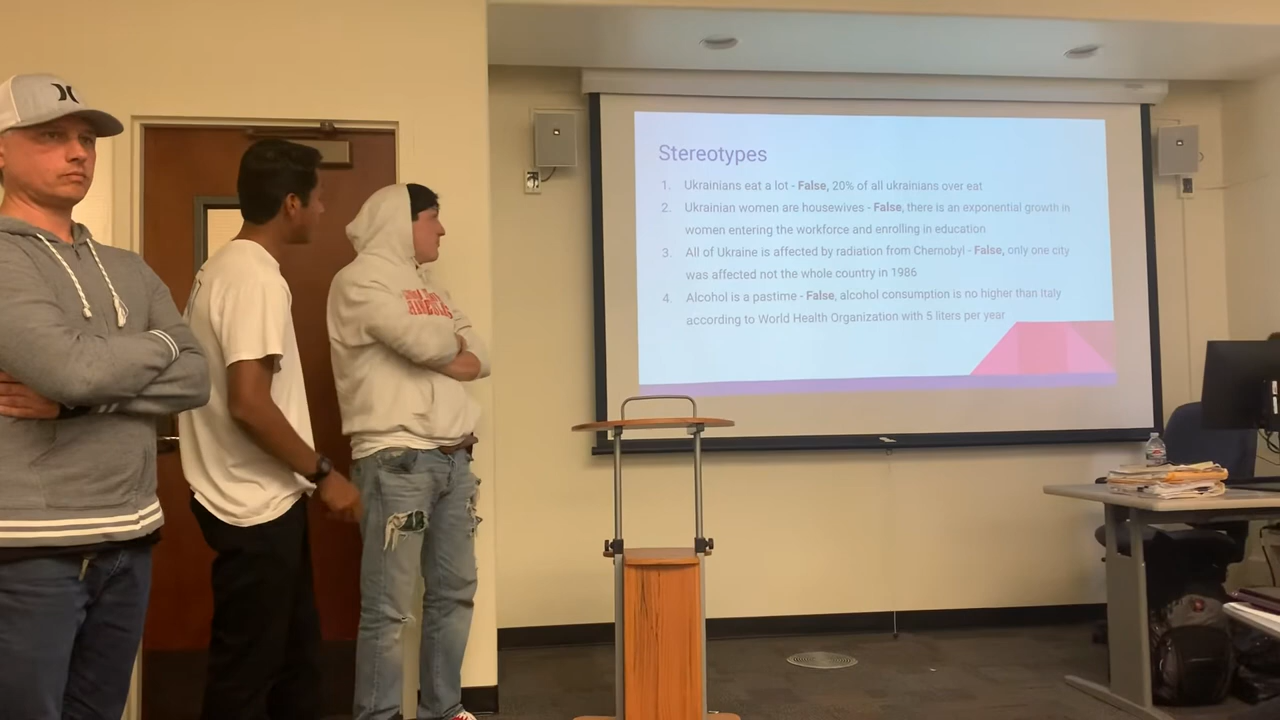 Stereotypes
1. Ukrainians eat a lot - False, 20% of all ukrainians over eat
2. Ukrainian women are housewives - False, there is an exponential growth in
women entering the workforce and enrolling in education
3. All of Ukraine is affected by radiation from Chernobyl - False, only one city
was affected not the whole country in 1986
4. Alcohol is a pastime - False, alcohol consumption is no higher than Italy
according to World Health Organization with 5 liters per year